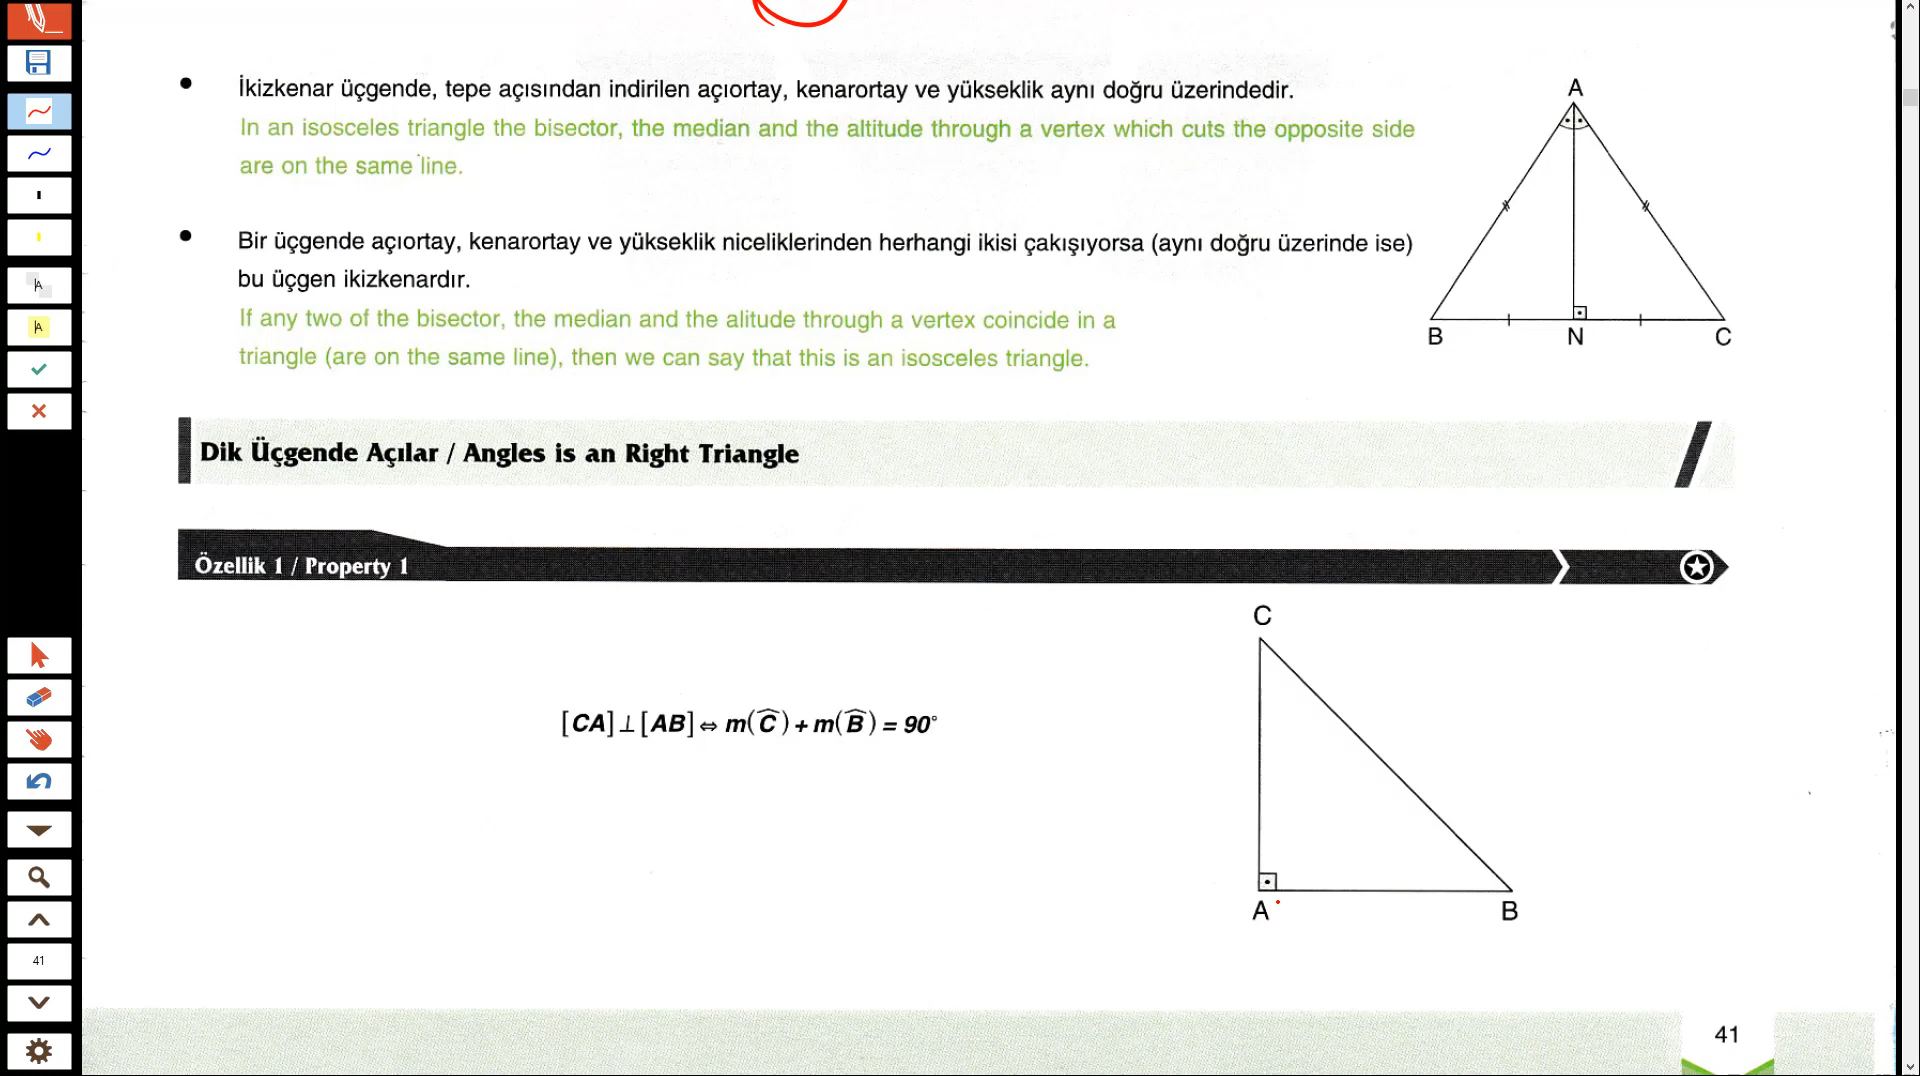 • İkizkenar üçgende, tepe açısından indirilen açıortay, kenarortay ve yükseklik aynı doğru üzerindedir.
In an isosceles triangle the bisector, the median and the altitude through a vertex which cuts the opposite side
are on the same line.
• Bir üçgende açıortay, kenarortay ve yükseklik niceliklerinden herhangi ikisi çakışıyorsa (aynı doğru üzerinde ise)
bu üçgen ikizkenardır.
If any two of the bisector, the median and the alitude through a vertex coincide in a
triangle (are on the same line), then we can say that this is an isosceles triangle.
A
B N C
Dik Üçgende Açılar / Angles is an Right Triangle
Özellik 1 / Property 1
[CA]⊥[AB]⇔ m(Ĉ)+m(B̂) = 90°
C
A B
A
A
41
41